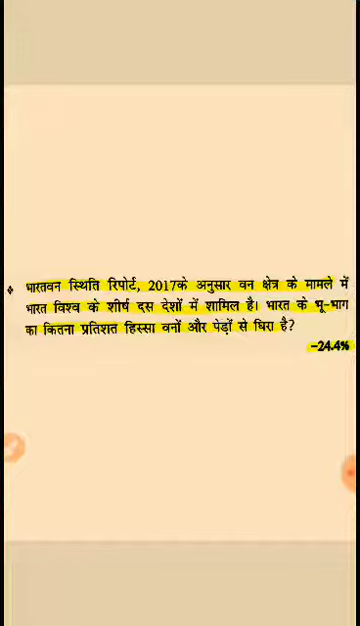 ❖ भारतवन स्थिति रिपोर्ट, 2017के अनुसार वन क्षेत्र के मामले में
भारत विश्व के शीर्ष दस देशों में शामिल है। भारत के भू-भाग
का कितना प्रतिशत हिस्सा वनों और पेड़ों से घिरा है?
–24.4%